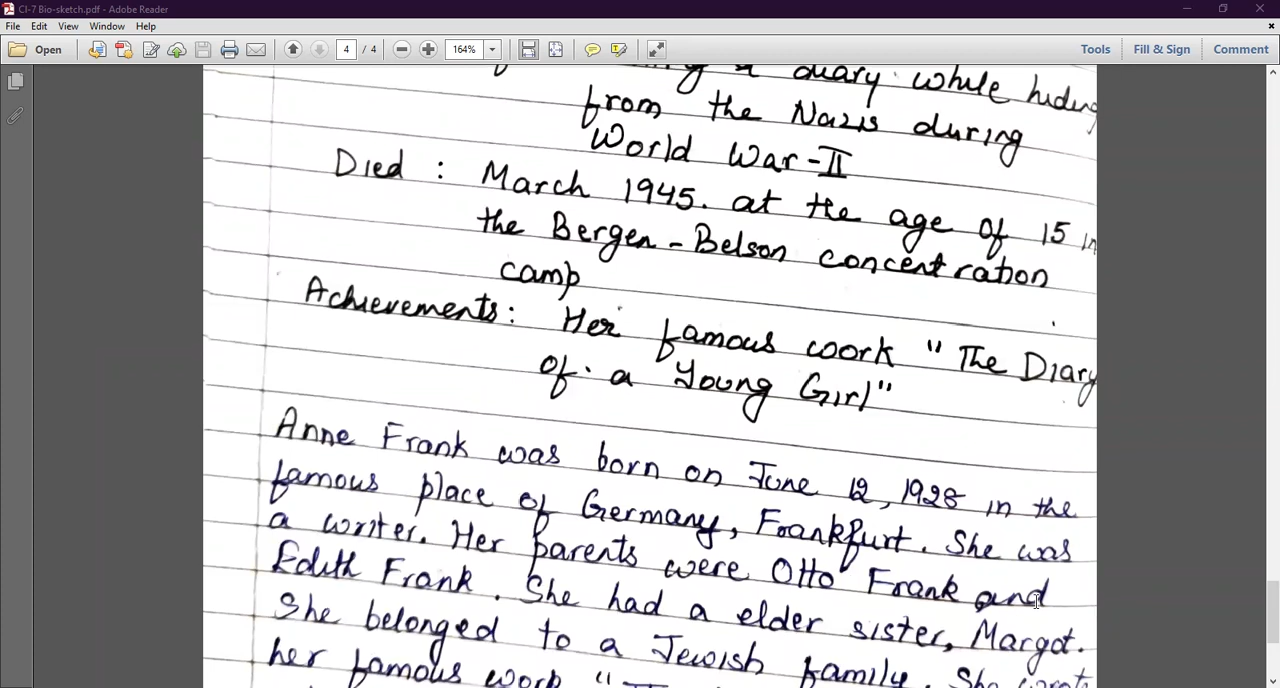 Cl-7 Bio-sketch.pdf - Adobe Reader
File Edit View Window Help
Open 4 / 4 164% Tools Fill & Sign Comment
a diary while hiding
from the Nazis during
World War-II
Died : March 1945. at the age of 15 in
the Bergen-Belson concentration
camp
Achievements: Her famous work "The Diary
of a Young Girl"
Anne Frank was born on June 12, 1928 in the
famous place of Germany, Frankfurt. She was
a writer. Her parents were Otto Frank and
Edith Frank. She had a elder sister, Margot.
She belonged to a Jewish family. She wrote
her famous work "